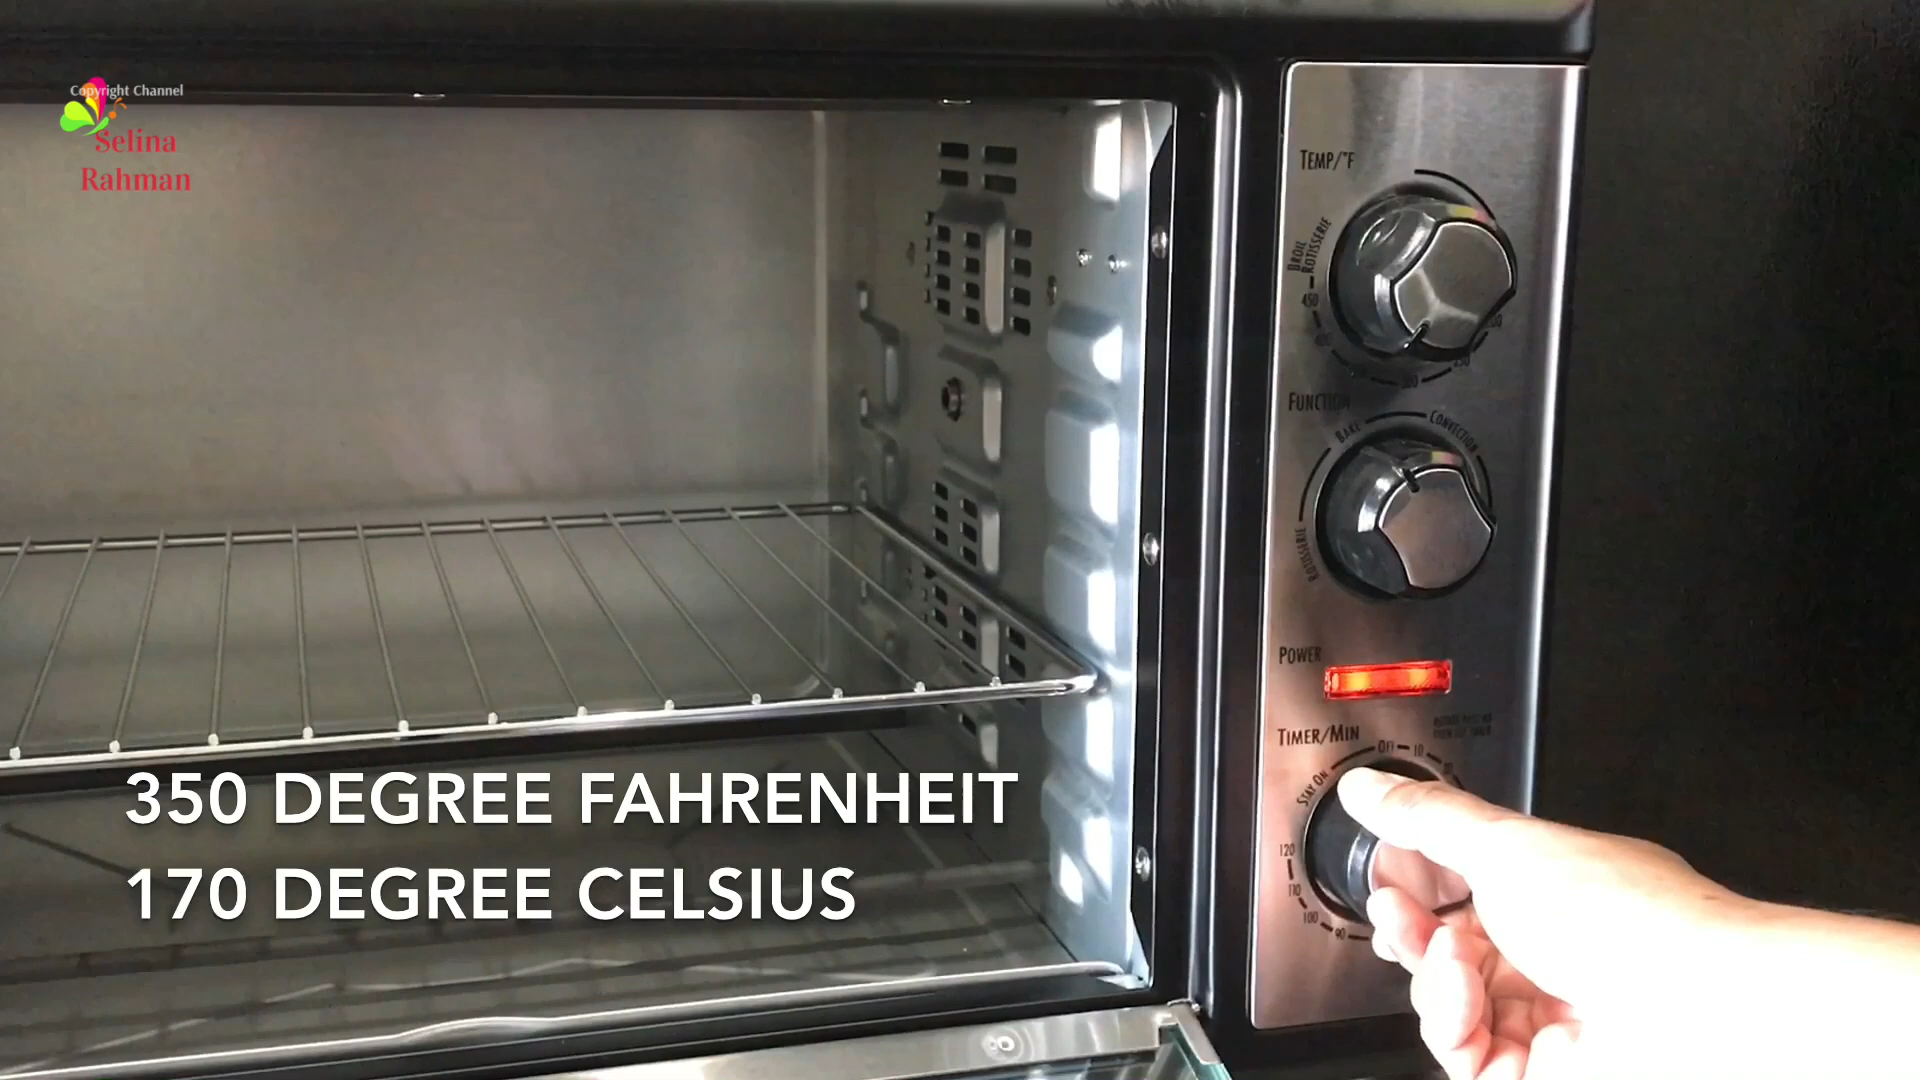 Copyright Channel
Selina
Rahman
TEMP/°F
BROIL
ROTISSERIE
450
FUNCTION
BAKE
CONVECTION
ROTISSERIE
POWER
TIMER/MIN
OFF
10
STAY ON
120
110
100
90
350 DEGREE FAHRENHEIT
170 DEGREE CELSIUS